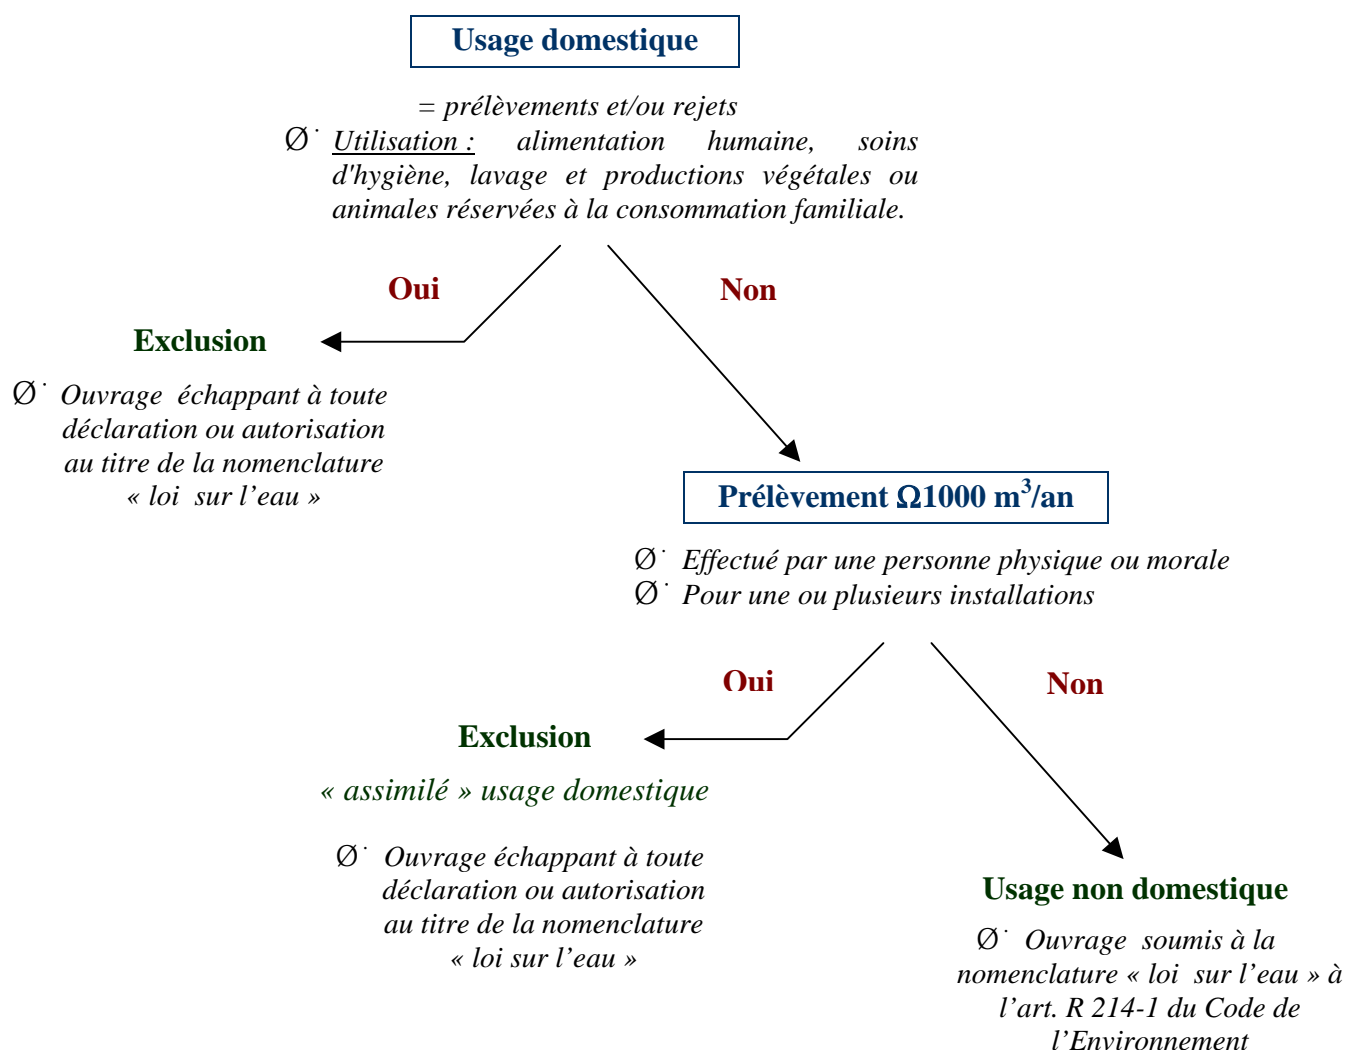 Usage domestique
= prélèvements et/ou rejets
Ø˙ Utilisation : alimentation humaine, soins
d'hygiène, lavage et productions végétales ou
animales réservées à la consommation familiale.
Oui
Non
Exclusion
Ø˙ Ouvrage échappant à toute
déclaration ou autorisation
au titre de la nomenclature
« loi sur l’eau »
Prélèvement Ω1000 m³/an
Ø˙ Effectué par une personne physique ou morale
Ø˙ Pour une ou plusieurs installations
Oui
Non
Exclusion
« assimilé » usage domestique
Ø˙ Ouvrage échappant à toute
déclaration ou autorisation
au titre de la nomenclature
« loi sur l’eau »
Usage non domestique
Ø˙ Ouvrage soumis à la
nomenclature « loi sur l’eau » à
l’art. R 214-1 du Code de
l’Environnement